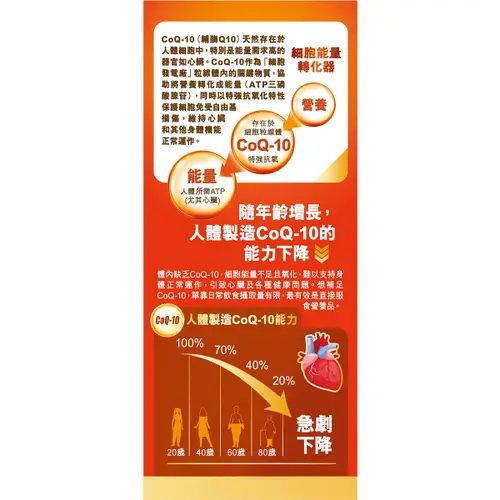 CoQ-10（輔酶Q10）天然存在於
人體細胞中，特別是能量需求高的
器官如心臟。CoQ-10作為「細胞
發電廠」粒線體內的關鍵物質，協
助將營養轉化成能量（ATP三磷
酸腺苷），同時以特強抗氧化特性
保護細胞免受自由基
損傷，維持心臟
和其他身體機能
正常運作。
細胞能量
轉化器
營養
存在於
細胞粒線體
CoQ-10
特強抗氧
能量
人體所需ATP
(尤其心臟)
隨年齡增長，
人體製造CoQ-10的
能力下降
體內缺乏CoQ-10，細胞能量不足且氧化，難以支持身
體正常運作，引致心臟及各種健康問題。想補足
CoQ-10，單靠日常飲食攝取量有限，最有效是直接服
食營養品。
CoQ-10 人體製造CoQ-10能力
100%
70%
40%
20%
急劇
下降
20歲 40歲 60歲 80歲